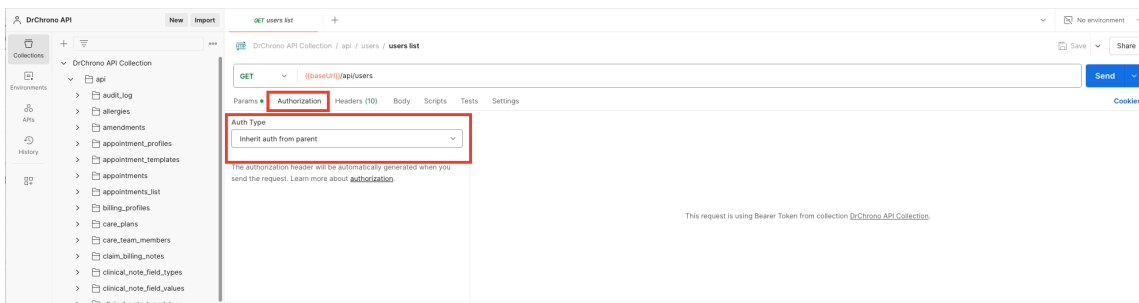 DrChrono API
New
Import
GET users list
No environment
Collections
Environments
APIs
History
DrChrono API Collection
api
audit_log
allergies
amendments
appointment_profiles
appointment_templates
appointments
appointments_list
billing_profiles
care_plans
care_team_members
claim_billing_notes
clinical_note_field_types
clinical_note_field_values
DrChrono API Collection / api / users / users list
Save
Share
GET
{{baseUrl}}/api/users
Send
Params
Authorization
Headers (10)
Body
Scripts
Tests
Settings
Cookies
Auth Type
Inherit auth from parent
The authorization header will be automatically generated when you
send the request. Learn more about authorization.
This request is using Bearer Token from collection DrChrono API Collection.